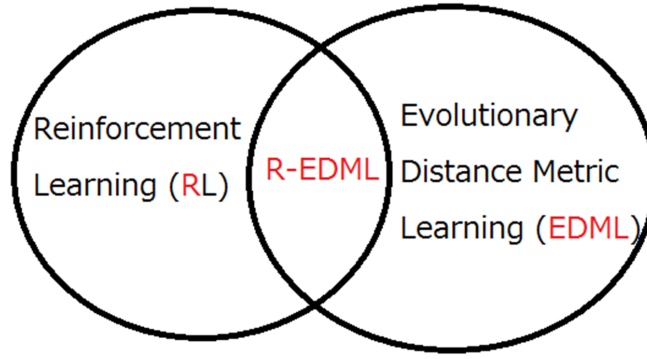 Reinforcement
Learning (RL)
R-EDML
Evolutionary
Distance Metric
Learning (EDML)